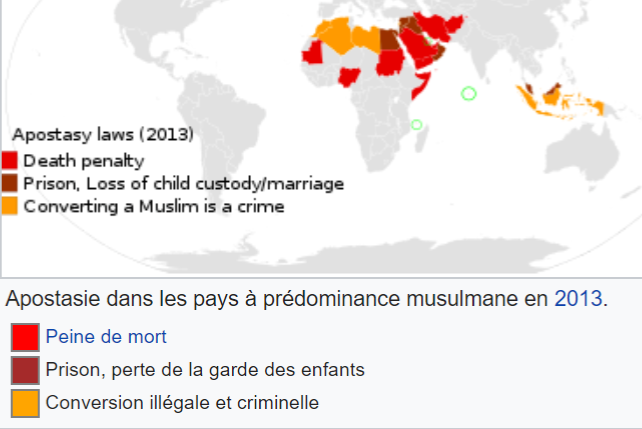 Apostasy laws (2013)
Death penalty
Prison, Loss of child custody/marriage
Converting a Muslim is a crime
Apostasie dans les pays à prédominance musulmane en 2013.
Peine de mort
Prison, perte de la garde des enfants
Conversion illégale et criminelle